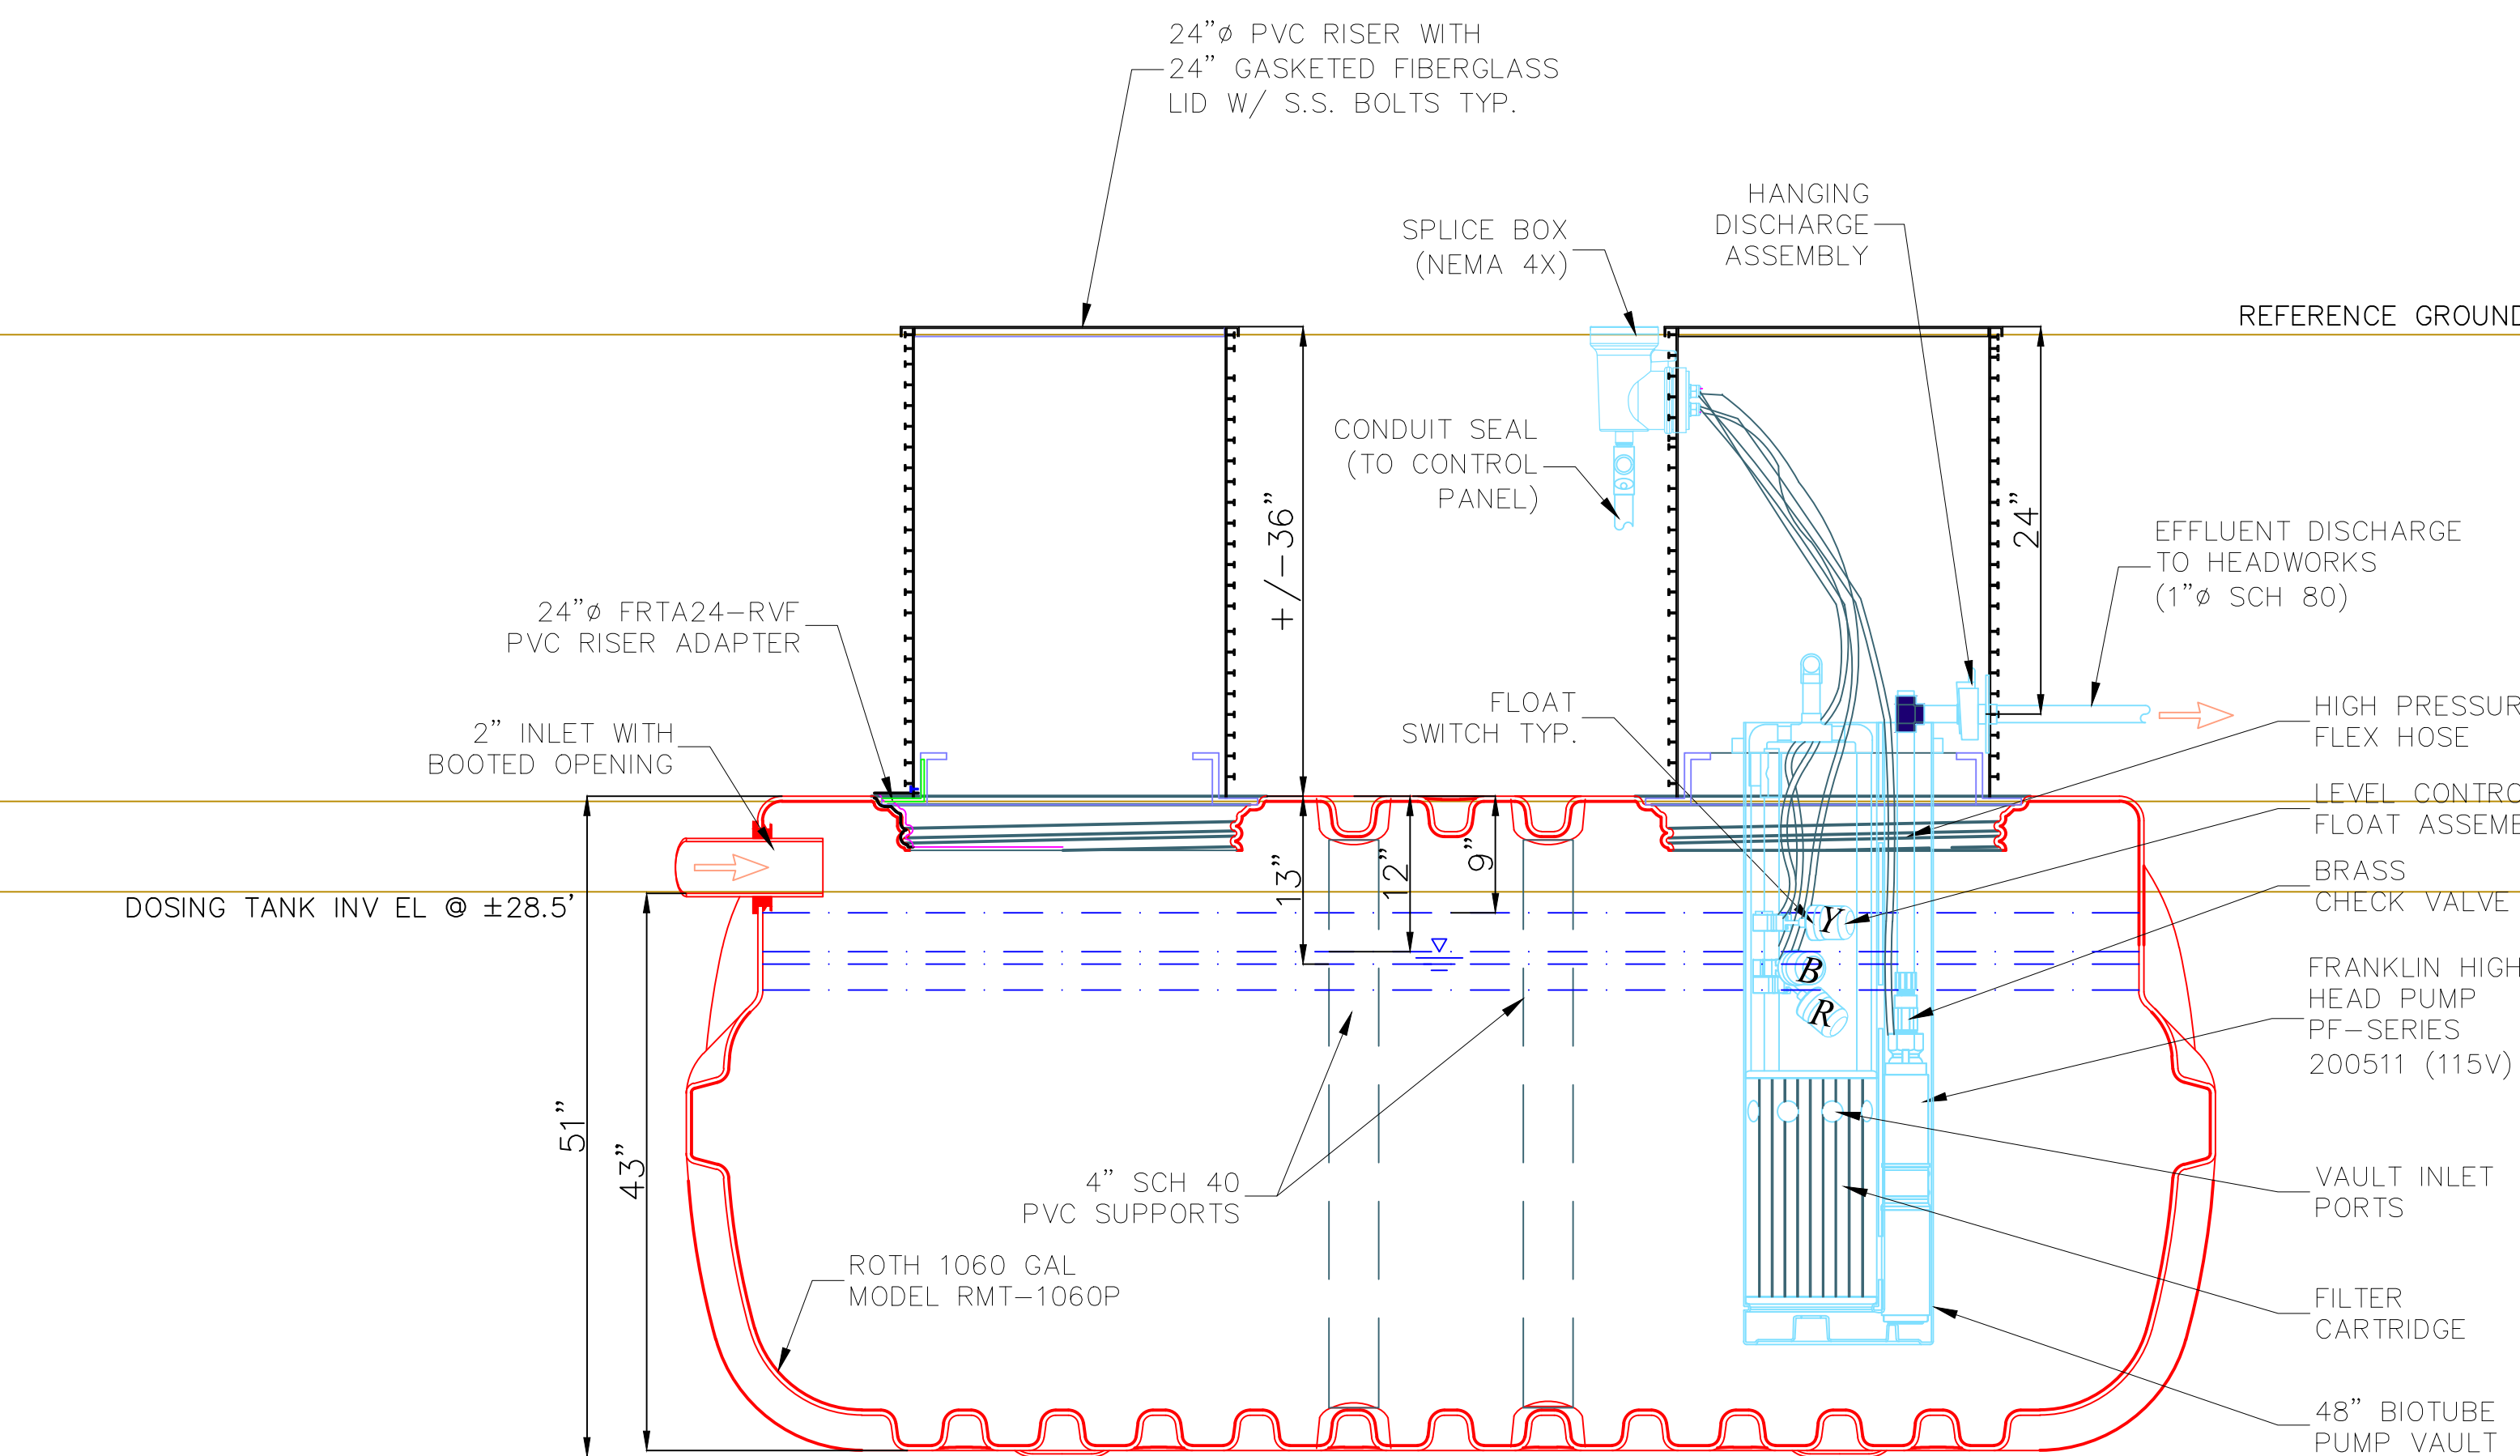 24”ø PVC RISER WITH
24” GASKETED FIBERGLASS
LID W/ S.S. BOLTS TYP.
HANGING
DISCHARGE
ASSEMBLY
SPLICE BOX
(NEMA 4X)
REFERENCE GROUND
CONDUIT SEAL
(TO CONTROL
PANEL)
+/-36”
24”
EFFLUENT DISCHARGE
TO HEADWORKS
(1”ø SCH 80)
24”ø FRTA24-RVF
PVC RISER ADAPTER
2” INLET WITH
BOOTED OPENING
FLOAT
SWITCH TYP.
HIGH PRESSUR
FLEX HOSE
LEVEL CONTRO
FLOAT ASSEME
13”
12”
9”
BRASS
CHECK VALVE
DOSING TANK INV EL @ ±28.5’
Y
B
R
FRANKLIN HIGH
HEAD PUMP
PF-SERIES
200511 (115V)
51”
43”
4” SCH 40
PVC SUPPORTS
VAULT INLET
PORTS
ROTH 1060 GAL
MODEL RMT-1060P
FILTER
CARTRIDGE
48” BIOTUBE
PUMP VAULT